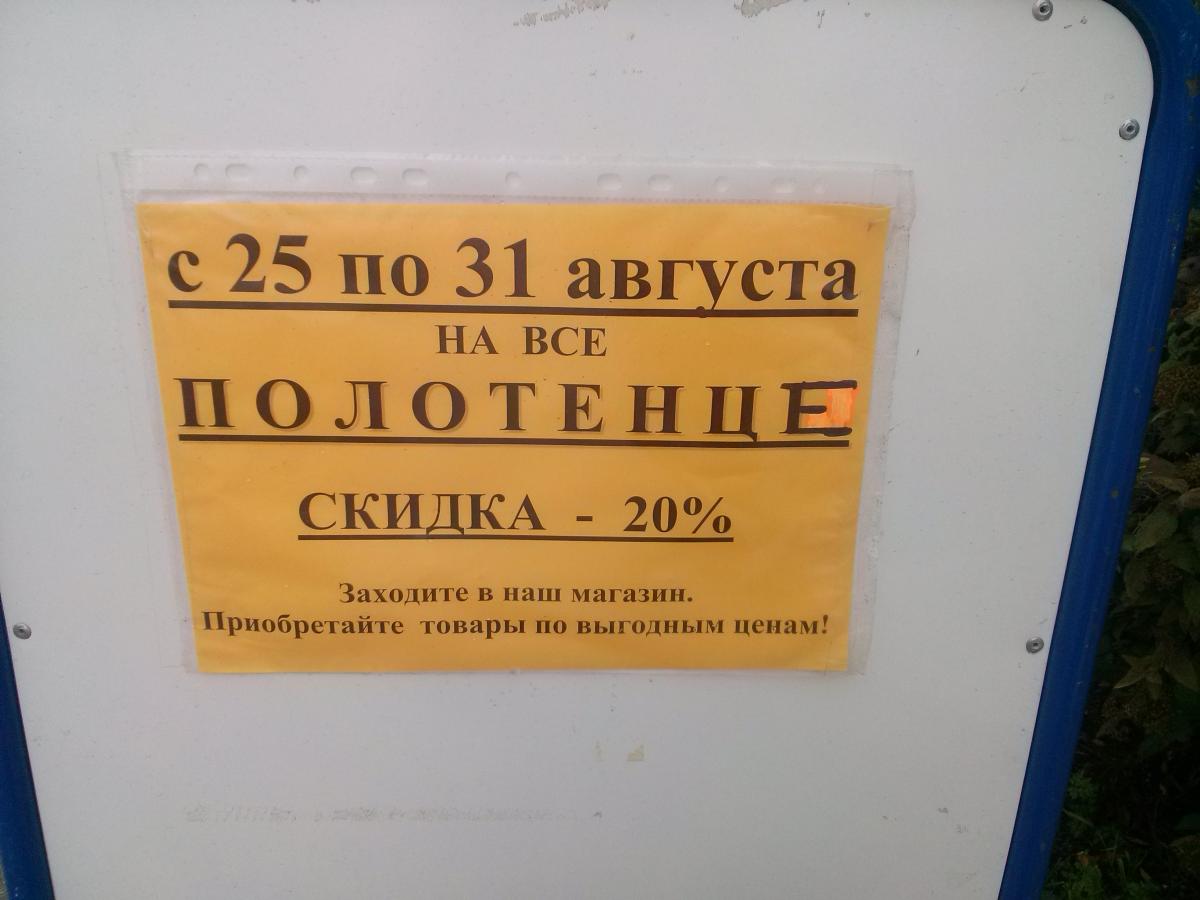 с 25 по 31 августа
НА ВСЕ
ПОЛОТЕНЦЕ
СКИДКА - 20%
Заходите в наш магазин.
Приобретайте товары по выгодным ценам!